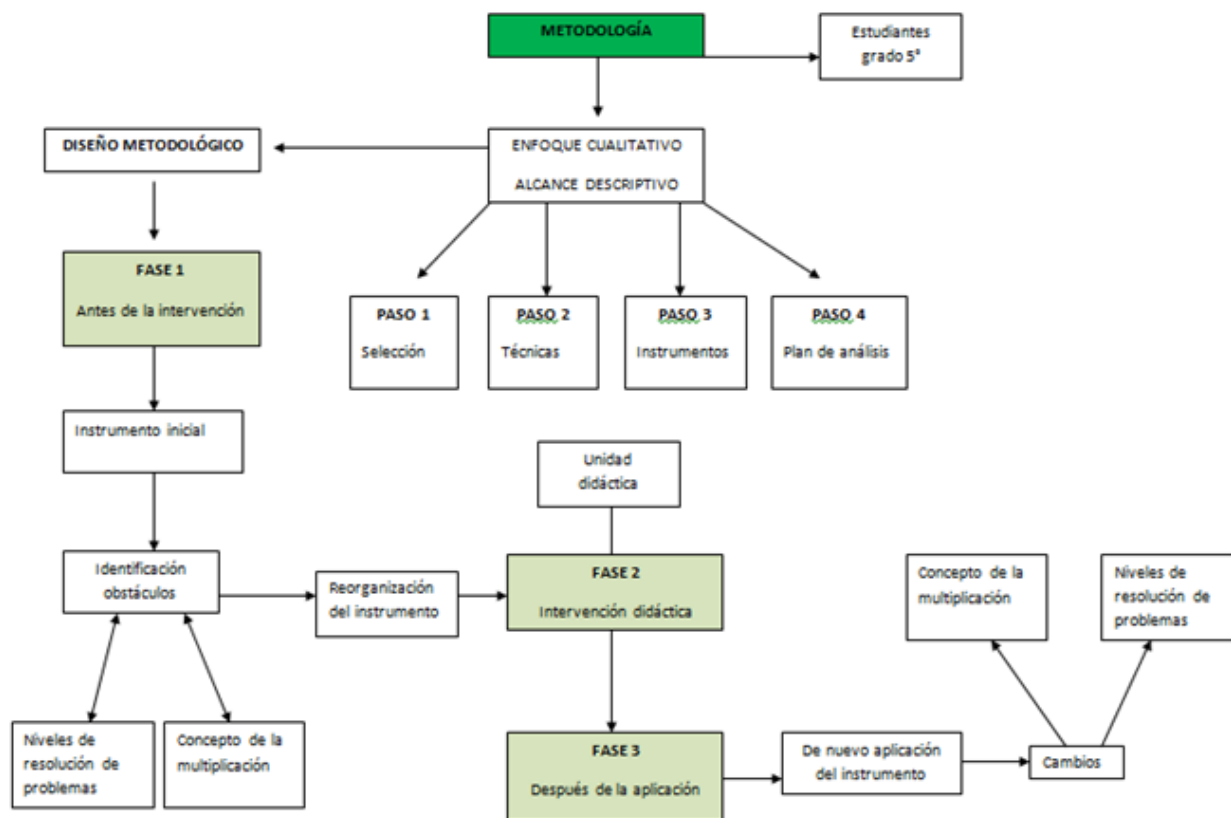 METODOLOGÍA
Estudiantes
grado 5°
DISEÑO METODOLÓGICO
ENFOQUE CUALITATIVO
ALCANCE DESCRIPTIVO
FASE 1
Antes de la intervención
PASO 1
Selección
PASO 2
Técnicas
PASO 3
Instrumentos
PASO 4
Plan de análisis
Instrumento inicial
Unidad
didáctica
Identificación
obstáculos
Reorganización
del instrumento
FASE 2
Intervención didáctica
Concepto de la
multiplicación
Níveles de
resolución de
problemas
Níveles de
resolución de
problemas
Concepto de la
multiplicación
FASE 3
Después de la aplicación
De nuevo aplicación
del instrumento
Cambios